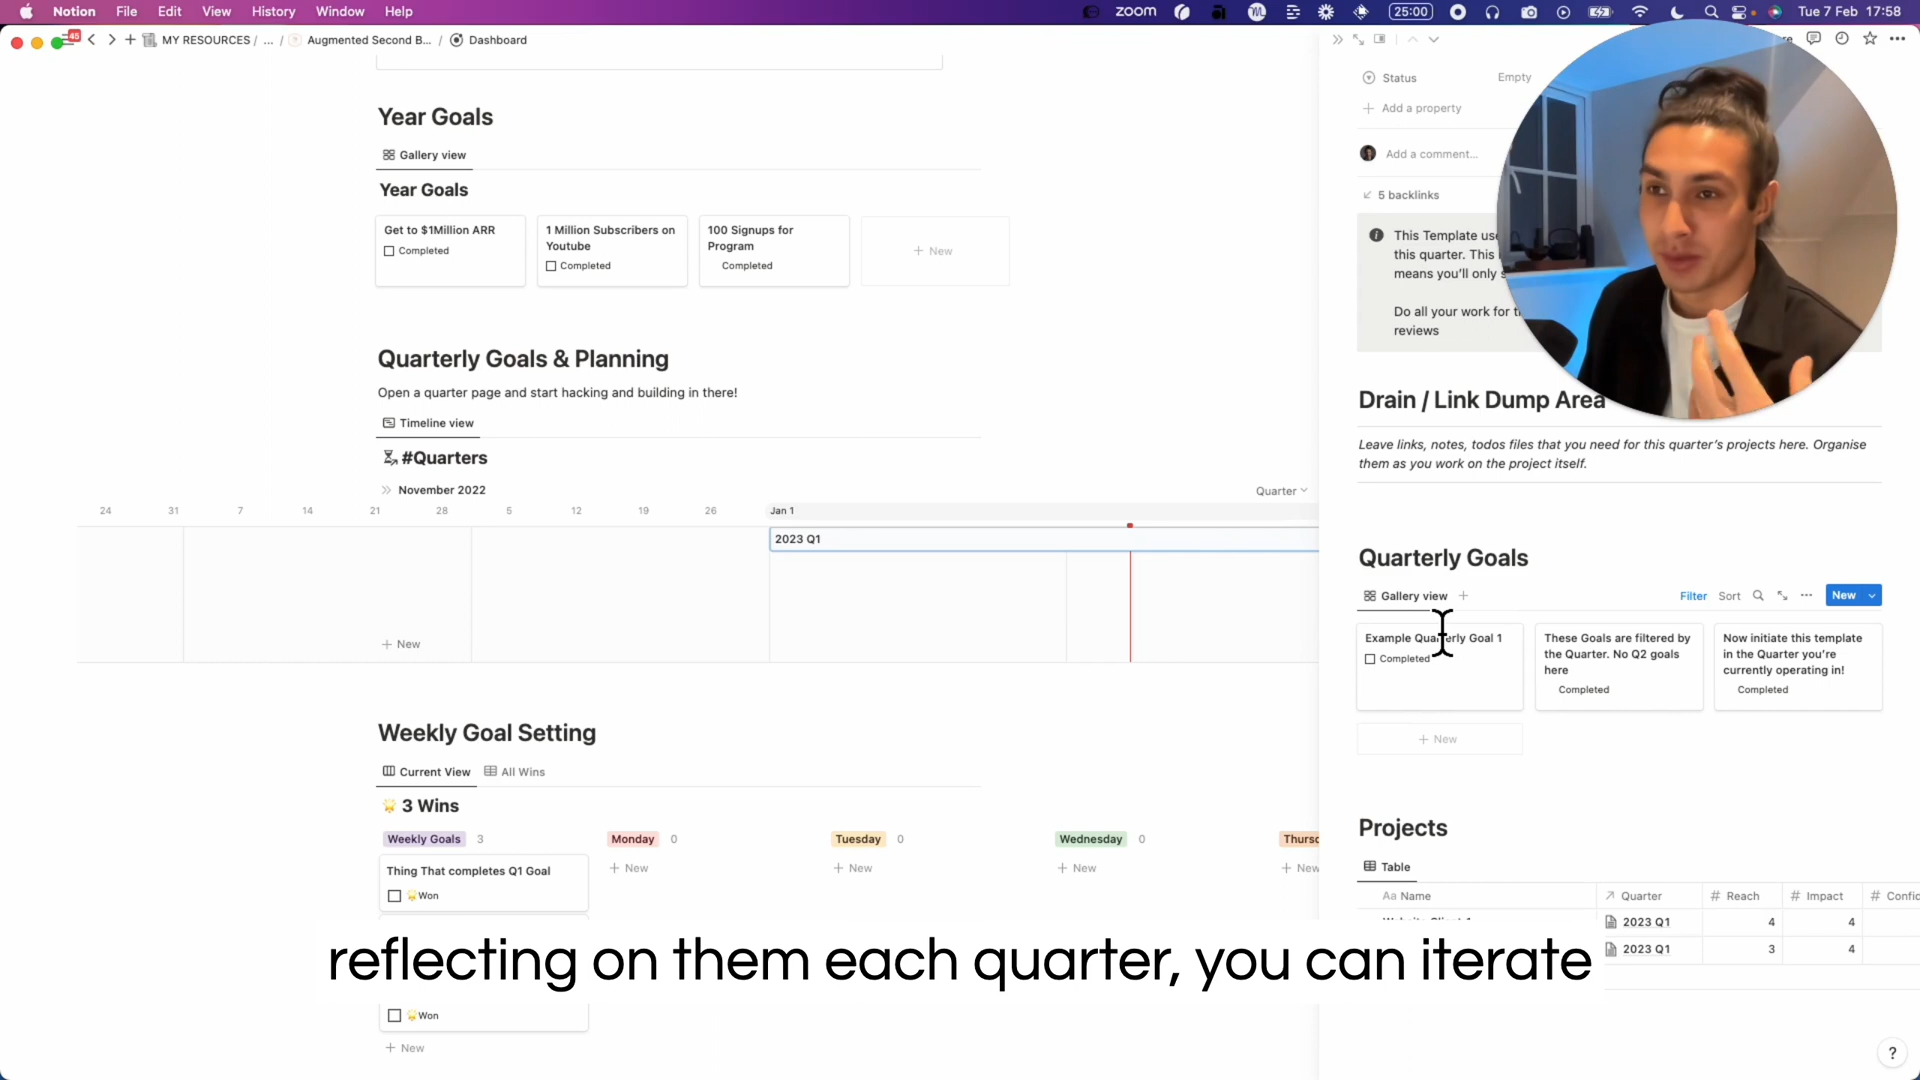 Notion File Edit View History Window Help
zoom 25:00 Tue 7 Feb 17:58
45 MY RESOURCES / ... / Augmented Second B... / Dashboard
Year Goals
Gallery view
Year Goals
Get to $1Million ARR
Completed
1 Million Subscribers on
Youtube
Completed
100 Signups for
Program
Completed
+ New
Quarterly Goals & Planning
Open a quarter page and start hacking and building in there!
Timeline view
#Quarters
November 2022
Quarter
24 31 7 14 21 28 5 12 19 26 Jan 1
2023 Q1
+ New
Weekly Goal Setting
Current View All Wins
3 Wins
Weekly Goals 3 Monday 0 Tuesday 0 Wednesday 0 Thursc
+ New + New + New + New
Thing That completes Q1 Goal
Won
Won
+ New
Status Empty
+ Add a property
Add a comment...
5 backlinks
This Template use
this quarter. This
means you'll only s
Do all your work for t
reviews
Drain / Link Dump Area
Leave links, notes, todos files that you need for this quarter's projects here. Organise
them as you work on the project itself.
Quarterly Goals
Gallery view + Filter Sort New
Example Quarterly Goal 1
Completed
These Goals are filtered by
the Quarter. No Q2 goals
here
Completed
Now initiate this template
in the Quarter you're
currently operating in!
Completed
+ New
Projects
Table
Aa Name Quarter # Reach # Impact # Confic
2023 Q1 4 4
2023 Q1 3 4
reflecting on them each quarter, you can iterate
?